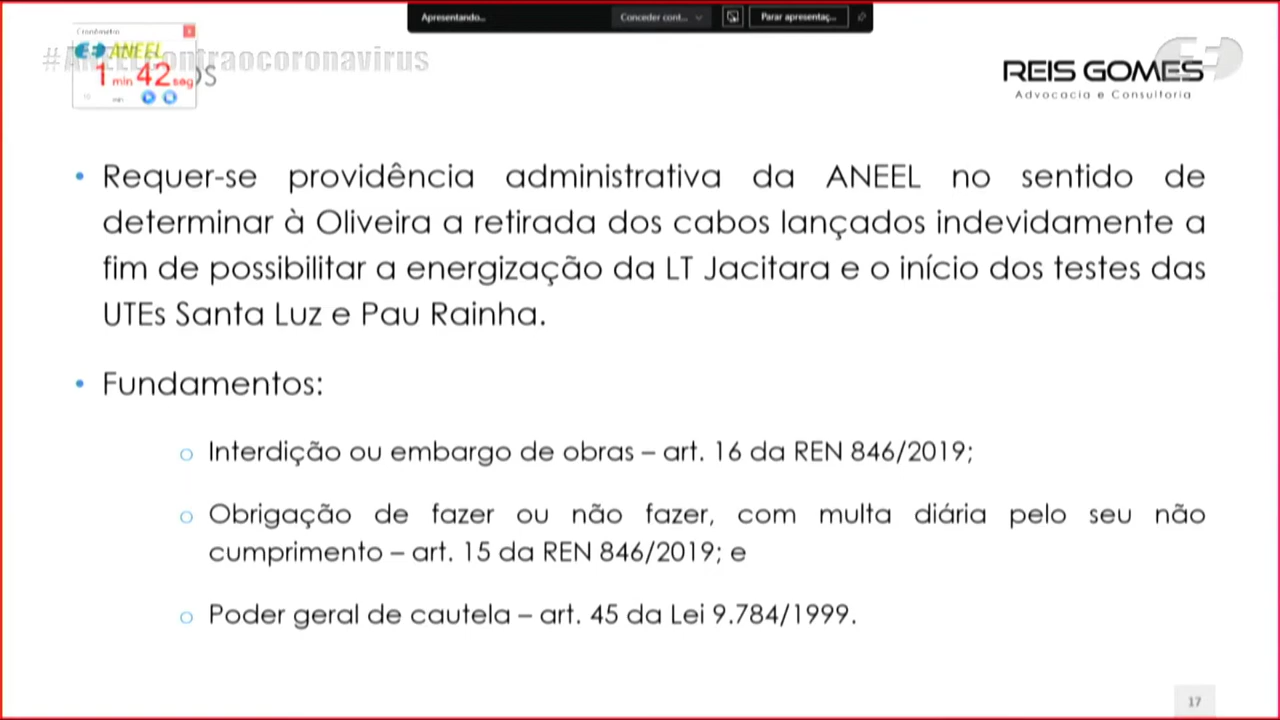 Apresentando...
Conceder cont...
Parar apresentaç...
Cronômetro
ANEEL
1 min 42 seg
min
REIS GOMES
Advocacia e Consultoria
• Requer-se providência administrativa da ANEEL no sentido de
determinar à Oliveira a retirada dos cabos lançados indevidamente a
fim de possibilitar a energização da LT Jacitara e o início dos testes das
UTEs Santa Luz e Pau Rainha.
• Fundamentos:
o Interdição ou embargo de obras – art. 16 da REN 846/2019;
o Obrigação de fazer ou não fazer, com multa diária pelo seu não
cumprimento – art. 15 da REN 846/2019; e
o Poder geral de cautela – art. 45 da Lei 9.784/1999.
17